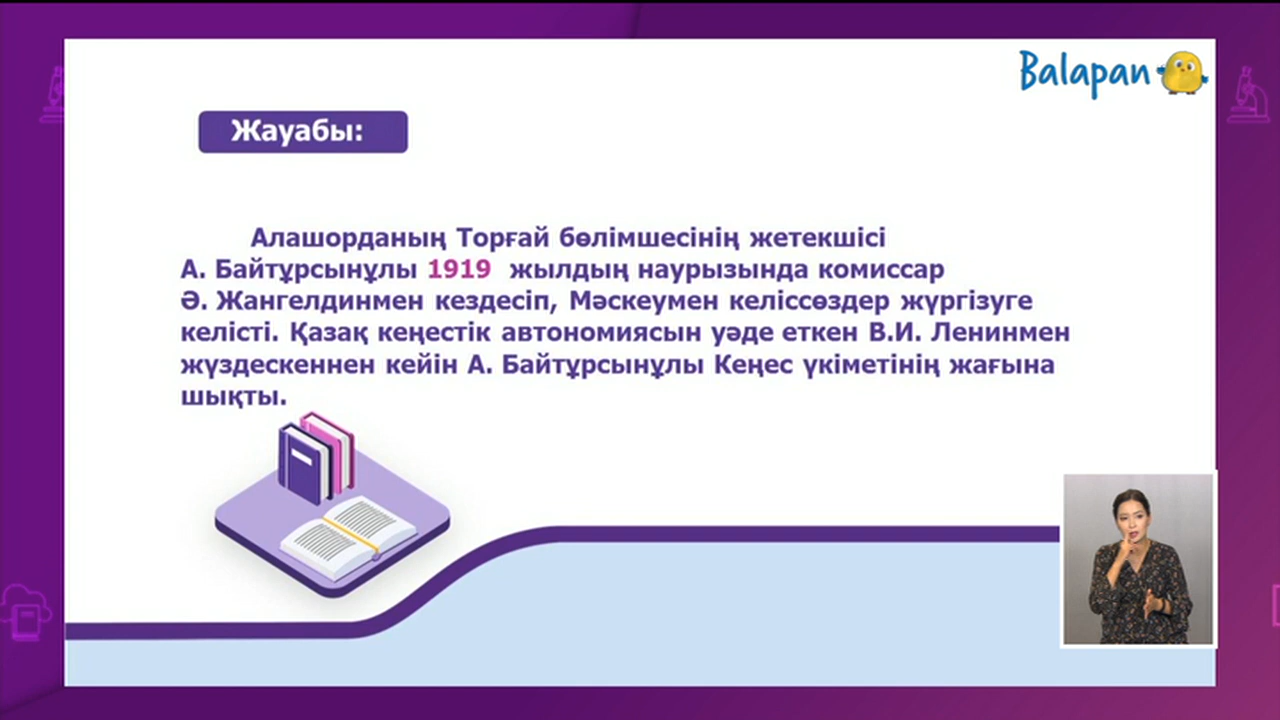 Balapan
Жауабы:
Алашорданың Торғай бөлімшесінің жетекшісі
А. Байтұрсынұлы 1919 жылдың наурызында комиссар
Ә. Жангелдинмен кездесіп, Мәскеумен келіссөздер жүргізуге
келісті. Қазақ кеңестік автономиясын уәде еткен В.И. Ленинмен
жүздескеннен кейін А. Байтұрсынұлы Кеңес үкіметінің жағына
шықты.